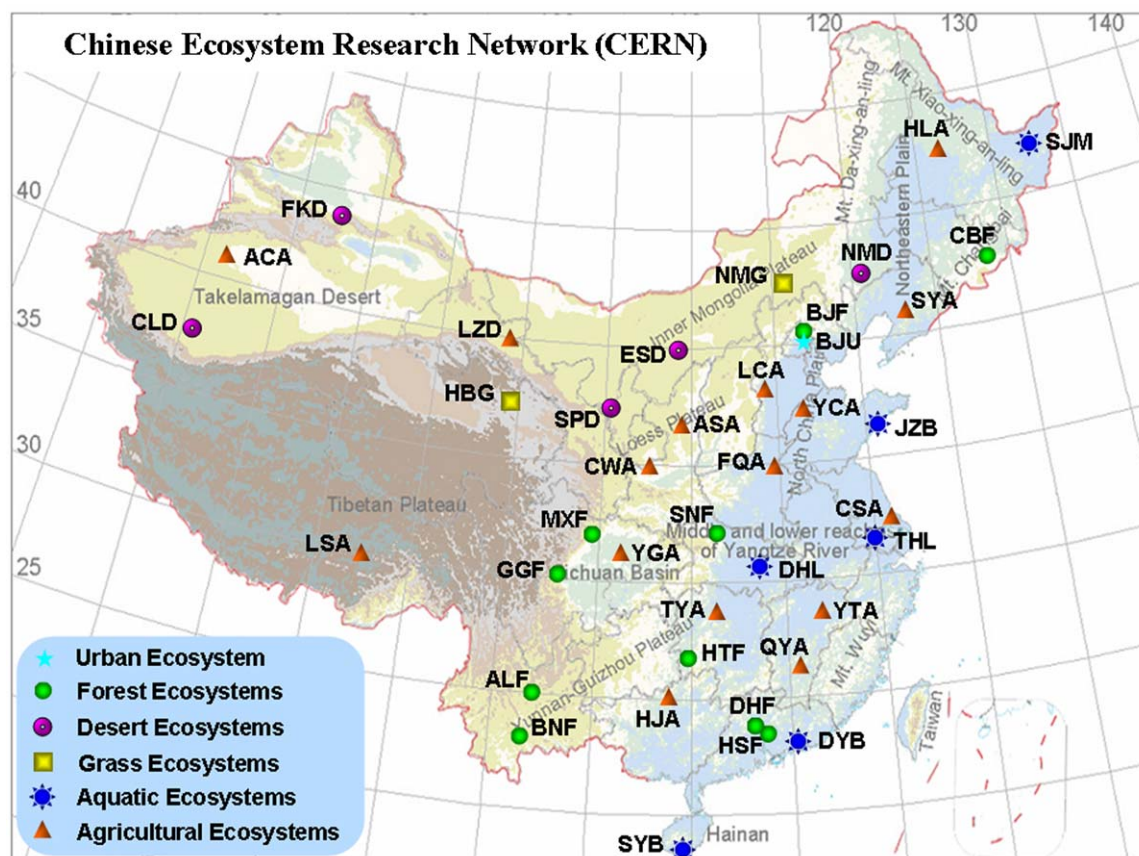 120
130
140
Chinese Ecosystem Research Network (CERN)
Mt. Xiao-xing-an-ling
Mt. Da-xing-an-ling
HLA
SJM
40
Northeastern Plain
FKD
CBF
ACA
NMD
Mt. Changbai
NMG
Inner Mongolia Plateau
Takelamagan Desert
SYA
35
CLD
LZD
BJF
BJU
ESD
LCA
HBG
YCA
SPD
Loess Plateau
ASA
JZB
North China Plain
30
CWA
FQA
Tibetan Plateau
MXF
SNF
CSA
Middle and lower reaches
of Yangtze River
THL
LSA
YGA
GGF
ichuan Basin
DHL
25
TYA
YTA
Yunnan-Guizhou Plateau
QYA
Mt. Wuyi
HTF
Urban Ecosystem
Forest Ecosystems
ALF
HJA
DHF
Taiwan
Desert Ecosystems
BNF
HSF
DYB
Grass Ecosystems
Aquatic Ecosystems
Agricultural Ecosystems
Hainan
SYB